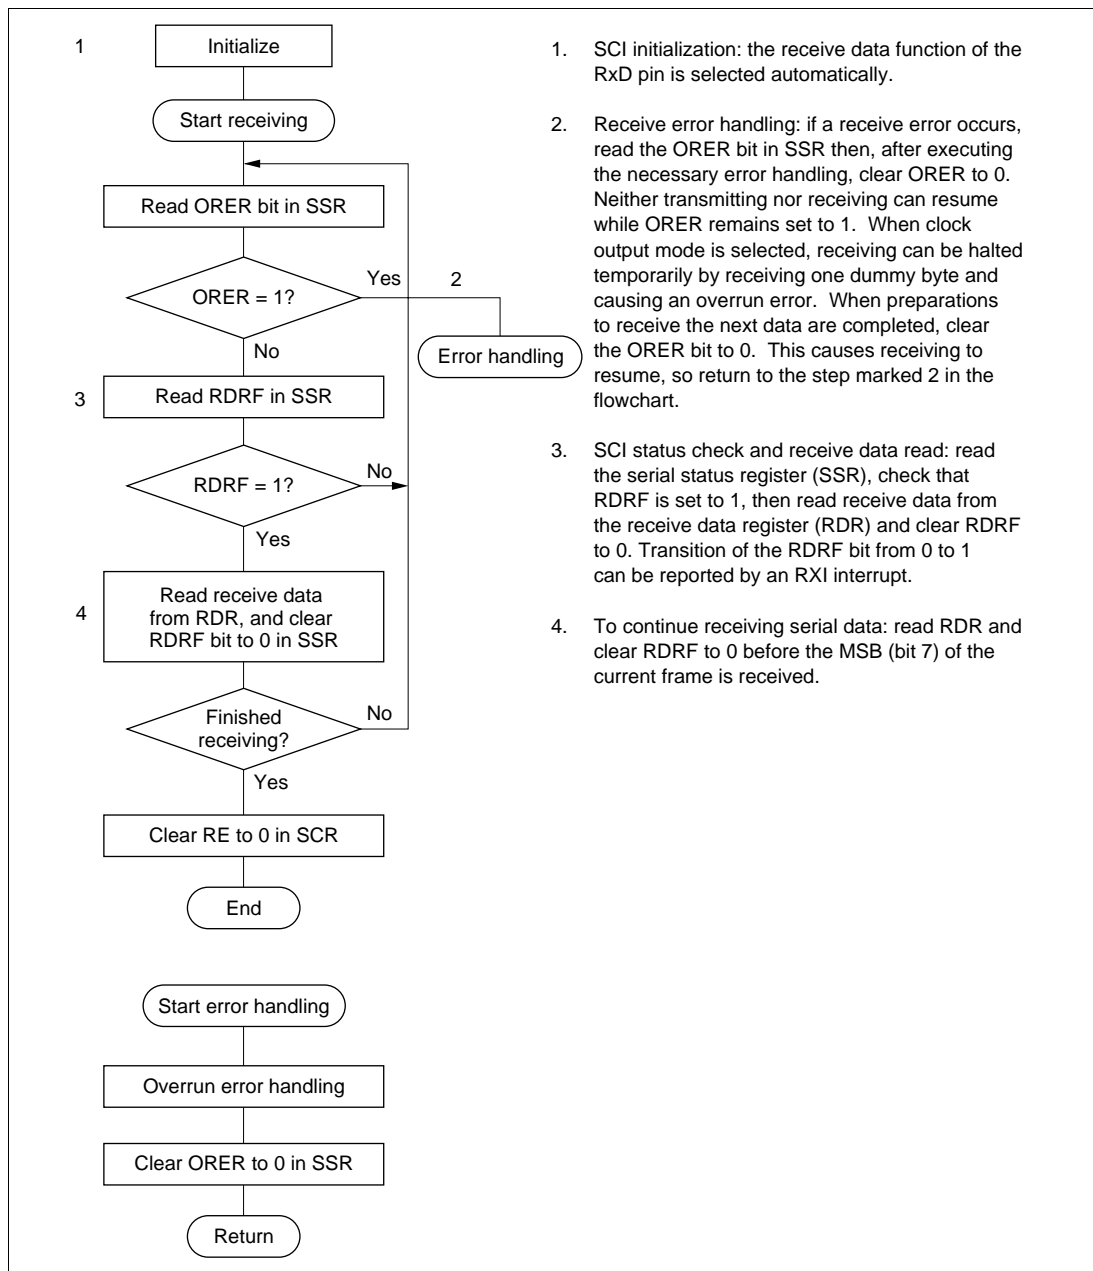 1
Initialize
Start receiving
Read ORER bit in SSR
ORER = 1?
Yes
2
Error handling
No
3
Read RDRF in SSR
RDRF = 1?
No
Yes
4
Read receive data
from RDR, and clear
RDRF bit to 0 in SSR
Finished
receiving?
No
Yes
Clear RE to 0 in SCR
End
Start error handling
Overrun error handling
Clear ORER to 0 in SSR
Return
1. SCI initialization: the receive data function of the
RxD pin is selected automatically.
2. Receive error handling: if a receive error occurs,
read the ORER bit in SSR then, after executing
the necessary error handling, clear ORER to 0.
Neither transmitting nor receiving can resume
while ORER remains set to 1. When clock
output mode is selected, receiving can be halted
temporarily by receiving one dummy byte and
causing an overrun error. When preparations
to receive the next data are completed, clear
the ORER bit to 0. This causes receiving to
resume, so return to the step marked 2 in the
flowchart.
3. SCI status check and receive data read: read
the serial status register (SSR), check that
RDRF is set to 1, then read receive data from
the receive data register (RDR) and clear RDRF
to 0. Transition of the RDRF bit from 0 to 1
can be reported by an RXI interrupt.
4. To continue receiving serial data: read RDR and
clear RDRF to 0 before the MSB (bit 7) of the
current frame is received.